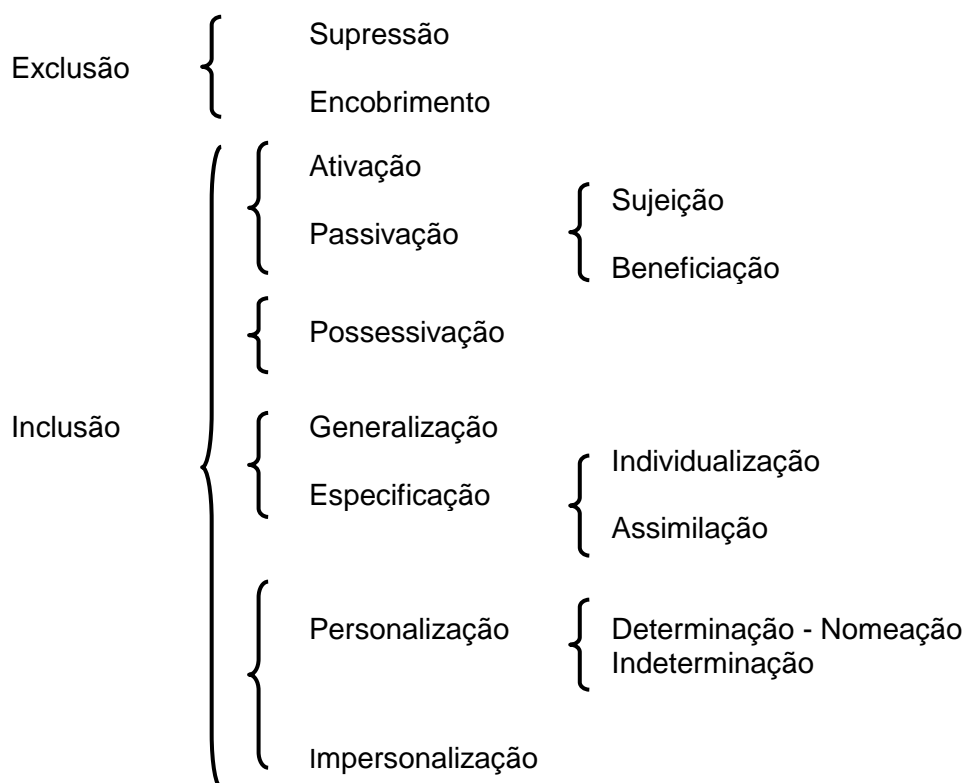 Supressão
Exclusão
Encobrimento
Ativação
Sujeição
Passivação
Beneficiação
Possessivação
Inclusão
Generalização
Individualização
Especificação
Assimilação
Personalização
Determinação - Nomeação
Indeterminação
Impersonalização